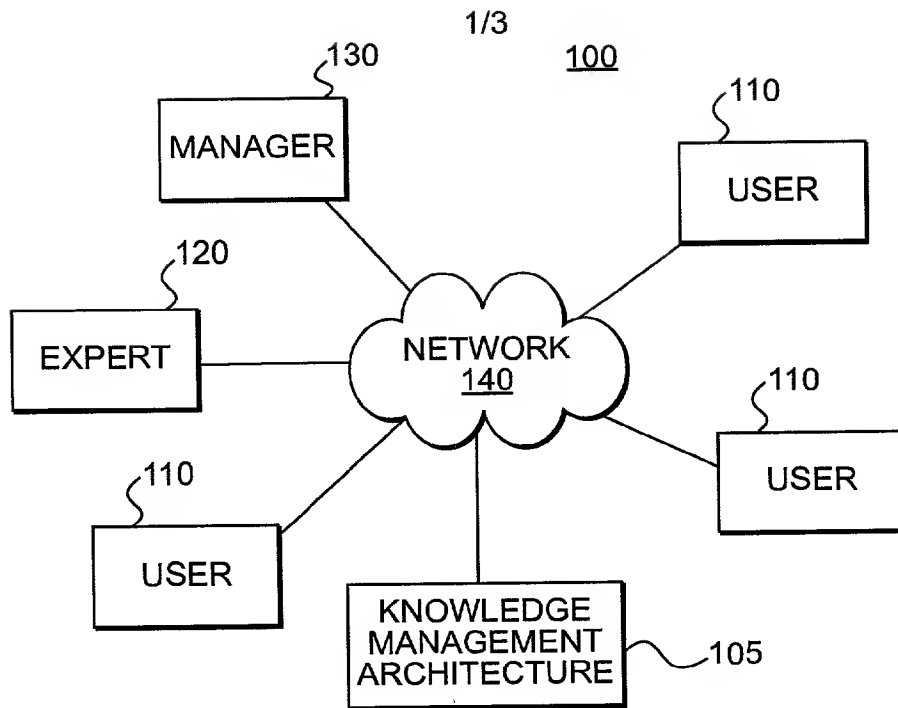 1/3
100
130
MANAGER
110
USER
120
EXPERT
NETWORK
140
110
USER
110
USER
KNOWLEDGE
MANAGEMENT
ARCHITECTURE
105